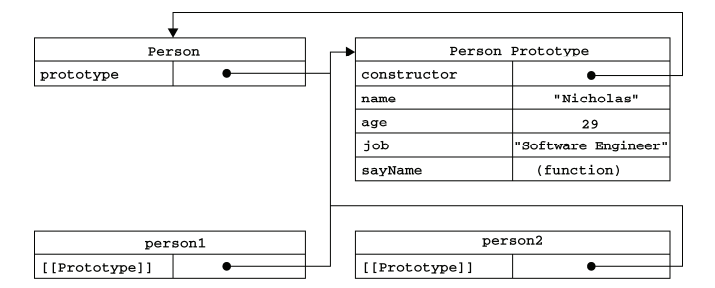 Person
prototype
Person Prototype
constructor
name "Nicholas"
age 29
job "Software Engineer"
sayName (function)
person1
[[Prototype]]
person2
[[Prototype]]